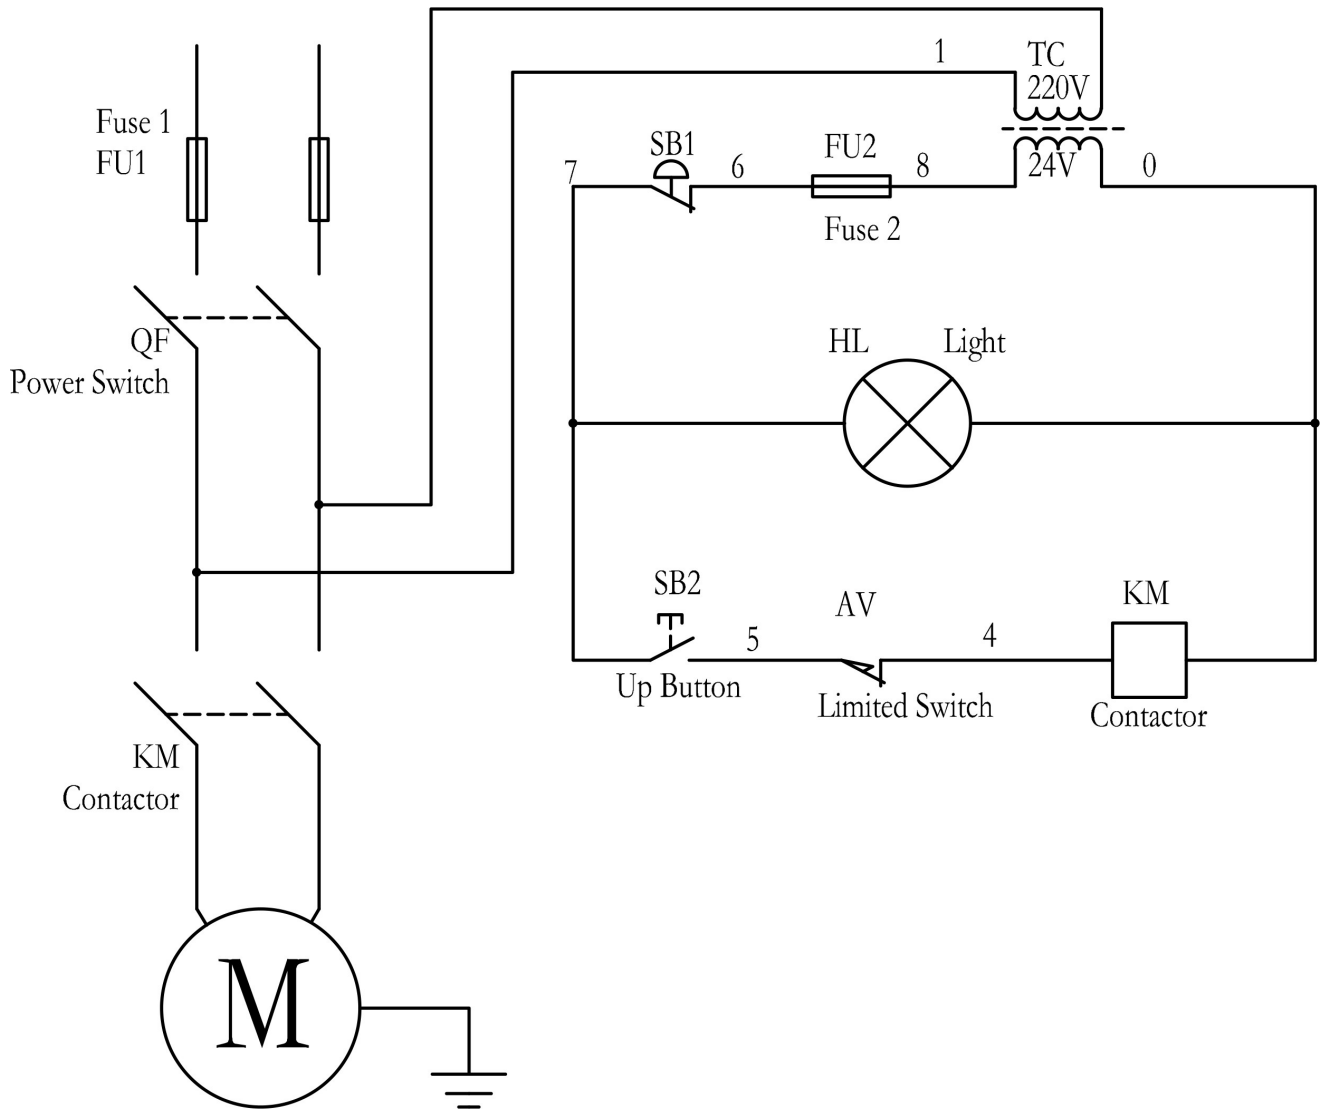 1
TC
220V
Fuse 1
FU1
SB1
FU2
7
6
8
24V
0
Fuse 2
QF
Power Switch
HL
Light
SB2
AV
KM
5
4
Up Button
Limited Switch
Contactor
KM
Contactor
M